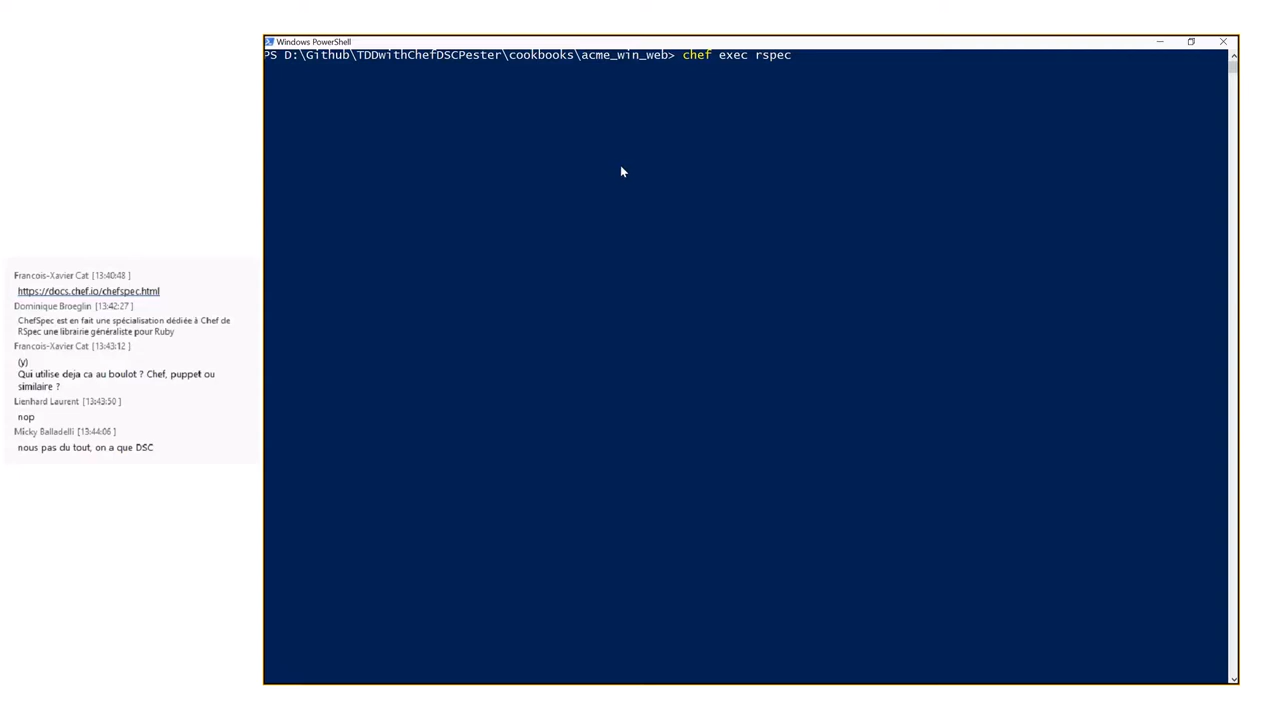 Windows PowerShell
PS D:\Github\TDDwithChefDSCPester\cookbooks\acme_win_web> chef exec rspec
Francois-Xavier Cat [13:40:48 ]
https://docs.chef.io/chefspec.html
Dominique Broeglin [13:42:27 ]
ChefSpec est en fait une spécialisation dédiée à Chef de
RSpec une librairie généraliste pour Ruby
Francois-Xavier Cat [13:43:12 ]
(y)
Qui utilise deja ca au boulot ? Chef, puppet ou
similaire ?
Lienhard Laurent [13:43:50 ]
nop
Micky Balladelli [13:44:06 ]
nous pas du tout, on a que DSC